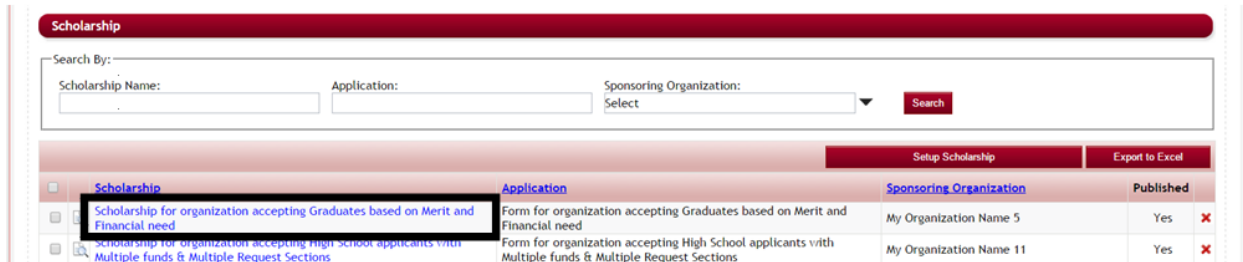 Scholarship
Search By:
Scholarship Name: Application: Sponsoring Organization:
Select Search
Setup Scholarship Export to Excel
Scholarship Application Sponsoring Organization Published
Scholarship for organization accepting Graduates based on Merit and Form for organization accepting Graduates based on Merit and
Financial need Financial need My Organization Name 5 Yes
Scholarship for organization accepting High School applicants with Form for organization accepting High School applicants with
Multiple funds & Multiple Request Sections Multiple funds & Multiple Request Sections My Organization Name 11 Yes